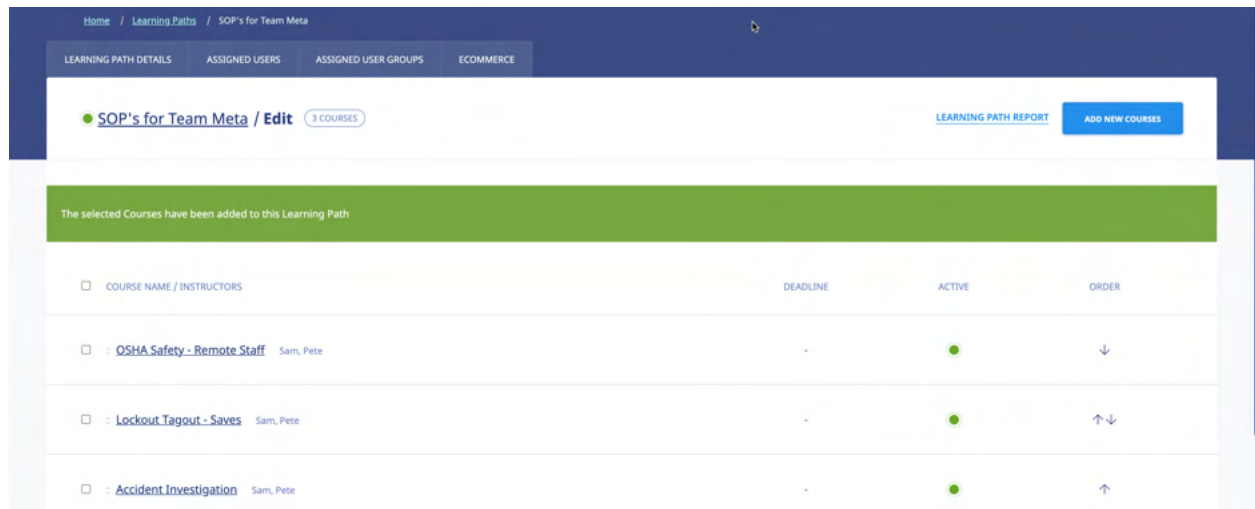 Home / Learning Paths / SOP's for Team Meta
LEARNING PATH DETAILS ASSIGNED USERS ASSIGNED USER GROUPS ECOMMERCE
SOP's for Team Meta / Edit 3 COURSES LEARNING PATH REPORT ADD NEW COURSES
The selected Courses have been added to this Learning Path
COURSE NAME / INSTRUCTORS DEADLINE ACTIVE ORDER
OSHA Safety - Remote Staff Sam, Pete -
Lockout Tagout - Saves Sam, Pete -
Accident Investigation Sam, Pete -